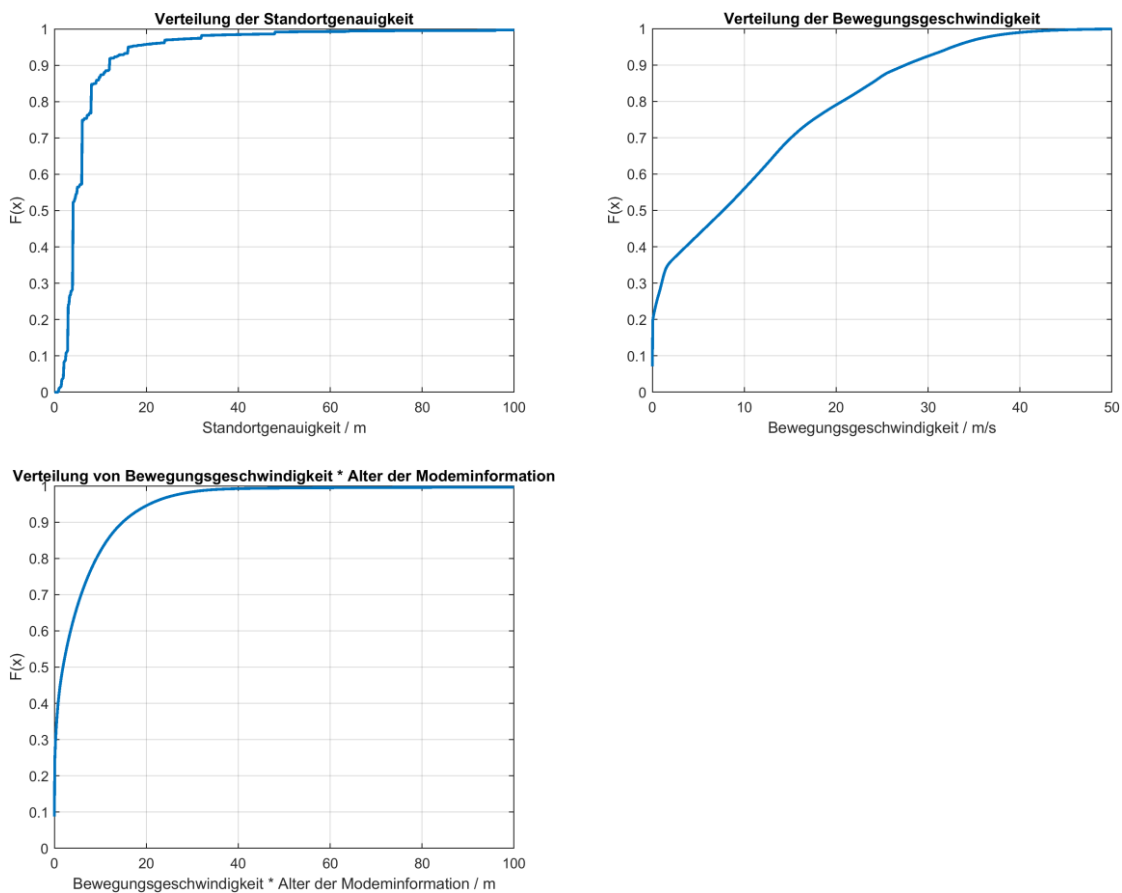 Verteilung der Standortgenauigkeit
1
0.9
0.8
0.7
0.6
0.5
0.4
0.3
0.2
0.1
0
F(x)
0 20 40 60 80 100
Standortgenauigkeit / m
Verteilung der Bewegungsgeschwindigkeit
1
0.9
0.8
0.7
0.6
0.5
0.4
0.3
0.2
0.1
0
F(x)
0 10 20 30 40 50
Bewegungsgeschwindigkeit / m/s
Verteilung von Bewegungsgeschwindigkeit * Alter der Modeminformation
1
0.9
0.8
0.7
0.6
0.5
0.4
0.3
0.2
0.1
0
F(x)
0 20 40 60 80 100
Bewegungsgeschwindigkeit * Alter der Modeminformation / m